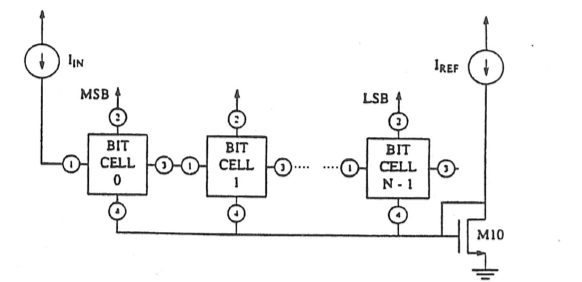 I_IN
I_REF
MSB
LSB
2
2
2
1
BIT CELL 0
3
1
BIT CELL 1
3
1
BIT CELL N - 1
3
4
4
4
M10